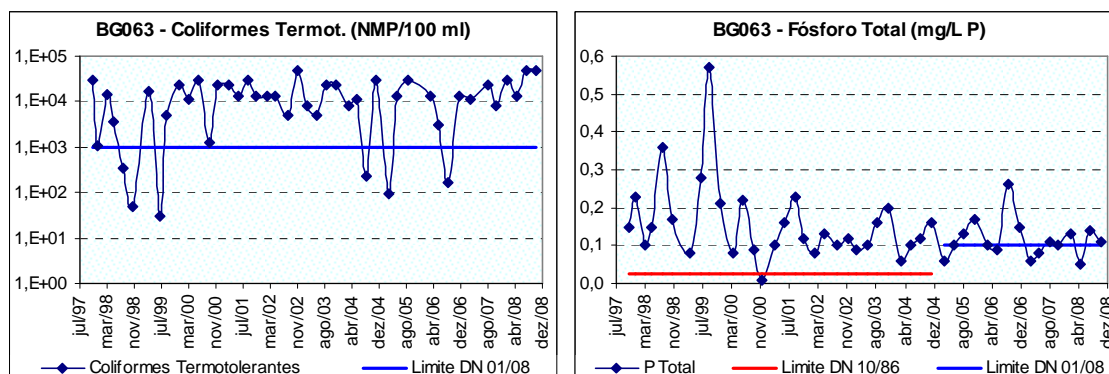 BG063 - Coliformes Termot. (NMP/100 ml)
1,E+05
1,E+04
1,E+03
1,E+02
1,E+01
1,E+00
jul/97
mar/98
nov/98
jul/99
mar/00
nov/00
jul/01
mar/02
nov/02
ago/03
abr/04
dez/04
ago/05
abr/06
dez/06
ago/07
abr/08
dez/08
Coliformes Termotolerantes
Limite DN 01/08
BG063 - Fósforo Total (mg/L P)
0,6
0,5
0,4
0,3
0,2
0,1
0,0
jul/97
mar/98
nov/98
jul/99
mar/00
nov/00
jul/01
mar/02
nov/02
ago/03
abr/04
dez/04
ago/05
abr/06
dez/06
ago/07
abr/08
dez/08
P Total
Limite DN 10/86
Limite DN 01/08